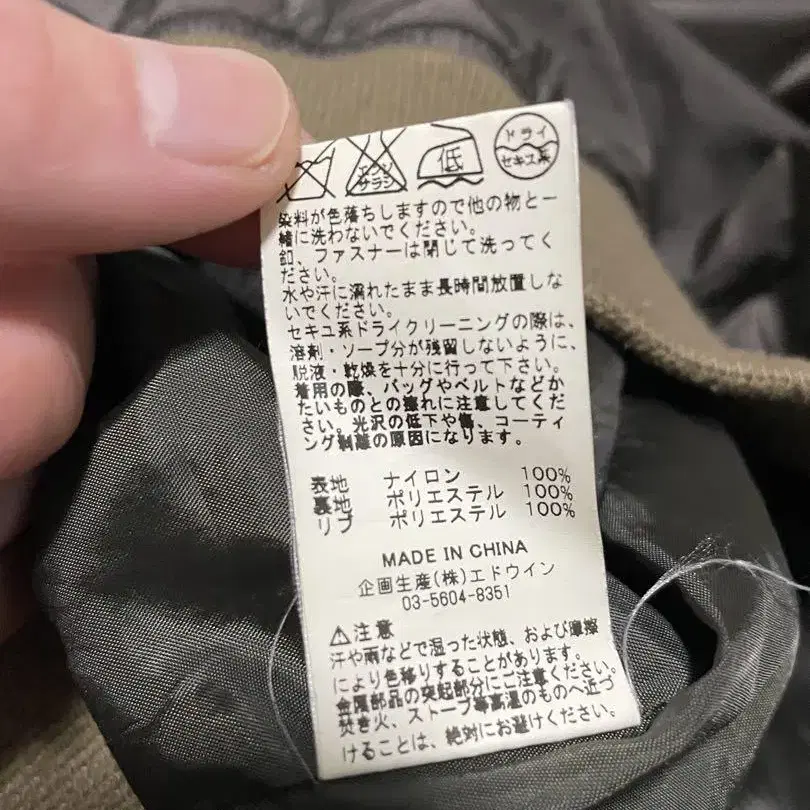 エンソ
サラシ
低
ドライ
セキユ系
染料が色落ちしますので他の物と一
緒に洗わないでください。
釦、ファスナーは閉じて洗ってく
ださい。
水や汗に濡れたまま長時間放置しな
いでください。
セキユ系ドライクリーニングの際は、
溶剤・ソープ分が残留しないように、
脱液・乾燥を十分に行って下さい。
着用の際、バッグやベルトなどか
たいものとの擦れに注意してくだ
さい。光沢の低下や傷、コーティ
ング剥離の原因になります。
表地 ナイロン 100%
裏地 ポリエステル 100%
リブ ポリエステル 100%
MADE IN CHINA
企画生産(株)エドウイン
03-5604-8351
⚠注意
汗や雨などで湿った状態、および摩擦
により色移りすることがあります。
金属部品の突起部分にご注意ください。
焚き火、ストーブ等高温のものへ近づ
けることは、絶対にお避けください。